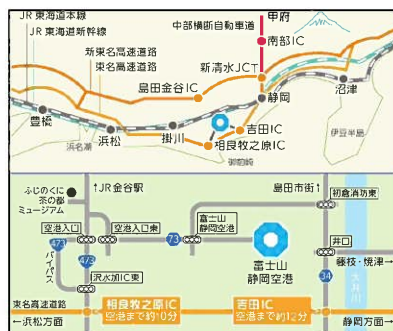 JR東海道本線
JR東海道新幹線
新東名高速道路
東名高速道路
中部横断自動車道
甲府
南部IC
新清水JCT
島田金谷IC
静岡
沼津
豊橋
浜松
掛川
吉田IC
相良牧之原IC
浜名湖
御前崎
伊豆半島
ふじのくに
茶の都
ミュージアム
↑JR金谷駅
島田市街↑
初倉消防東
空港入口
空港入口東
富士山
静岡空港
473
バイパス
473
73
沢水加IC東
富士山
静岡空港
井口
34
大井川
藤枝・焼津→
東名高速道路
←浜松方面
相良牧之原IC
空港まで約10分
吉田IC
空港まで約12分
静岡方面→